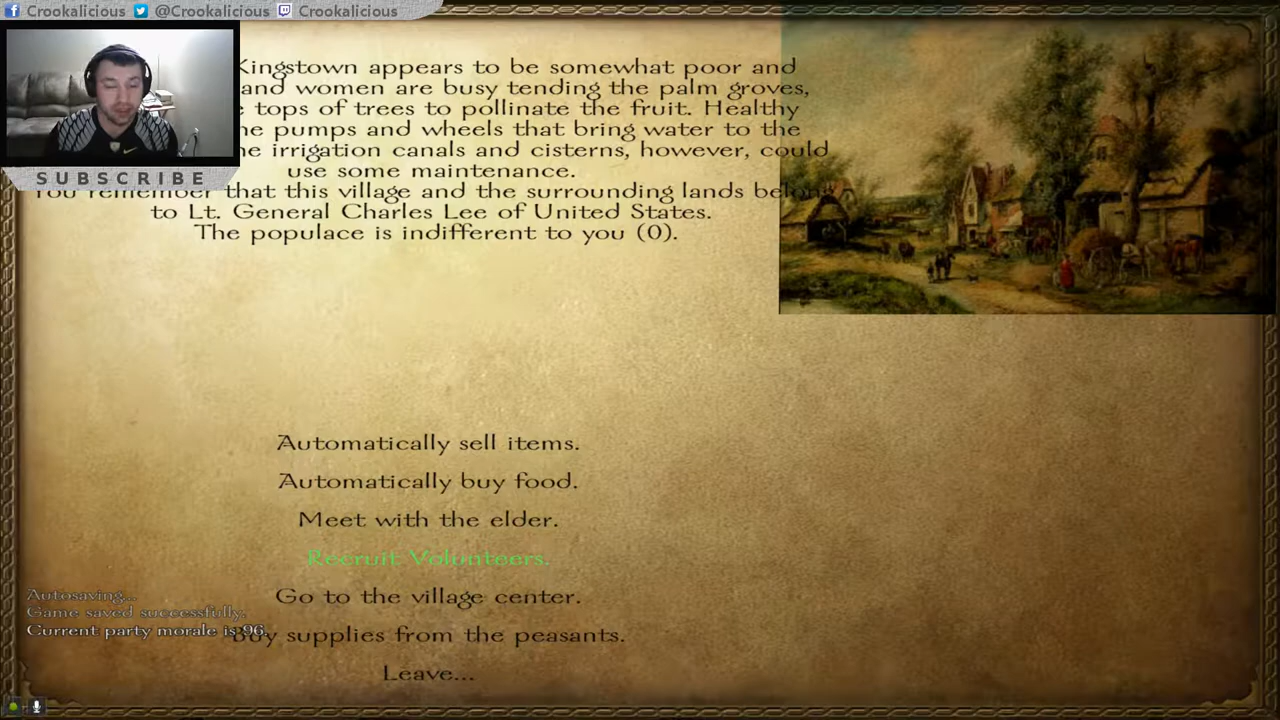 Crookalicious @Crookalicious Crookalicious
Kingstown appears to be somewhat poor and
and women are busy tending the palm groves,
tops of trees to pollinate the fruit. Healthy
pumps and wheels that bring water to the
irrigation canals and cisterns, however, could
use some maintenance.
SUBSCRIBE
You remember that this village and the surrounding lands belong
to Lt. General Charles Lee of United States.
The populace is indifferent to you (0).
Automatically sell items.
Automatically buy food.
Meet with the elder.
Recruit Volunteers.
Go to the village center.
Buy supplies from the peasants.
Leave...
Autosaving...
Game saved successfully.
Current party morale is 96.